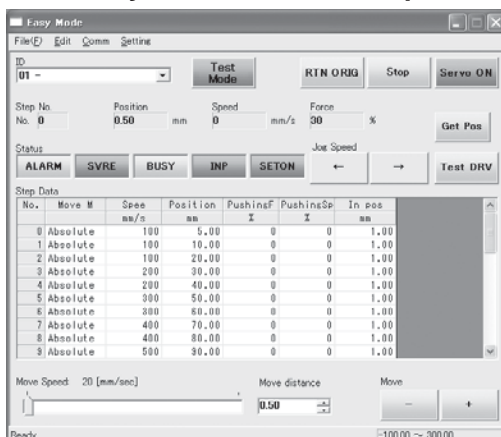 Easy Mode
File(F) Edit Comm Setting
ID
01 -
Test Mode
RTN ORIG
Stop
Servo ON
Step No. Position Speed Force
No. 0 0.50 mm 0 mm/s 30 %
Get Pos
Status
Jog Speed
ALARM SVRE BUSY INP SETON ← → Test DRV
Step Data
No. Move M Spee Position PushingF PushingSp In pos
mm/s mm % % mm
0 Absolute 100 5.00 0 0 1.00
1 Absolute 100 10.00 0 0 1.00
2 Absolute 100 20.00 0 0 1.00
3 Absolute 200 30.00 0 0 1.00
4 Absolute 200 40.00 0 0 1.00
5 Absolute 300 50.00 0 0 1.00
6 Absolute 300 60.00 0 0 1.00
7 Absolute 400 70.00 0 0 1.00
8 Absolute 400 80.00 0 0 1.00
9 Absolute 500 90.00 0 0 1.00
Move Speed: 20 [mm/sec] Move distance Move
0.50 - +
Ready -100.00 ~ 300.00